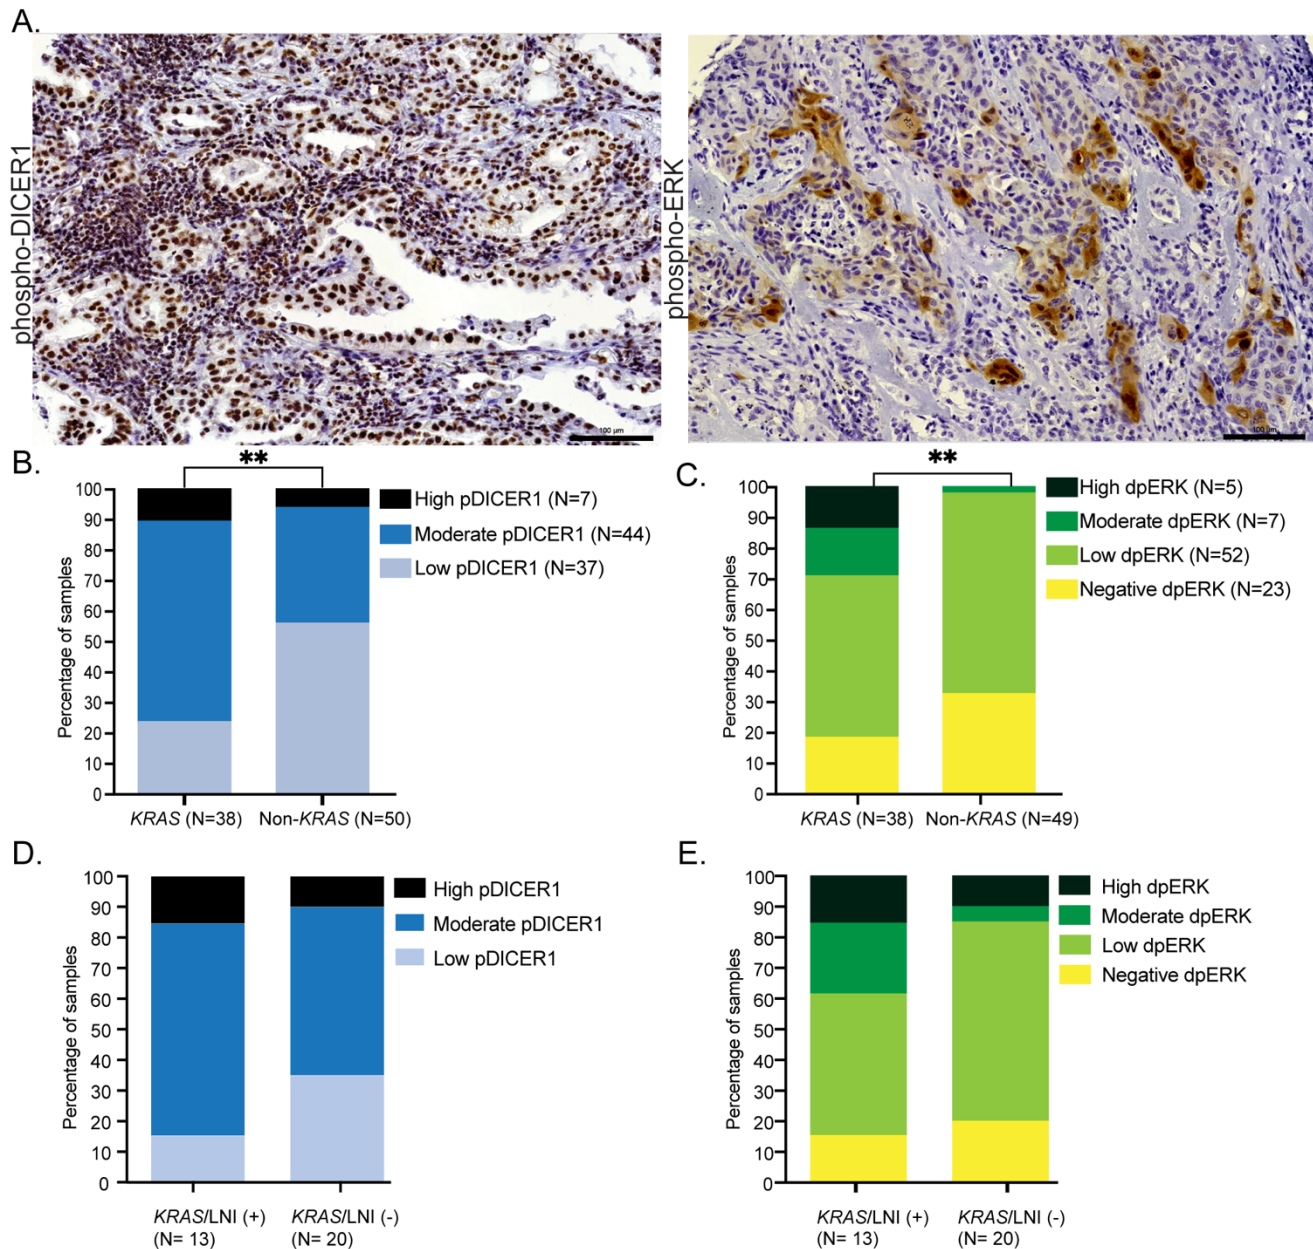 A.
phospho-DICER1
100 µm
phospho-ERK
100 µm
B.
**
High pDICER1 (N=7)
Moderate pDICER1 (N=44)
Low pDICER1 (N=37)
Percentage of samples
100
90
80
70
60
50
40
30
20
10
0
KRAS (N=38)
Non-KRAS (N=50)
C.
**
High dpERK (N=5)
Moderate dpERK (N=7)
Low dpERK (N=52)
Negative dpERK (N=23)
Percentage of samples
100
90
80
70
60
50
40
30
20
10
0
KRAS (N=38)
Non-KRAS (N=49)
D.
High pDICER1
Moderate pDICER1
Low pDICER1
Percentage of samples
100
90
80
70
60
50
40
30
20
10
0
KRAS/LNI (+)
(N= 13)
KRAS/LNI (-)
(N= 20)
E.
High dpERK
Moderate dpERK
Low dpERK
Negative dpERK
Percentage of samples
100
90
80
70
60
50
40
30
20
10
0
KRAS/LNI (+)
(N= 13)
KRAS/LNI (-)
(N= 20)